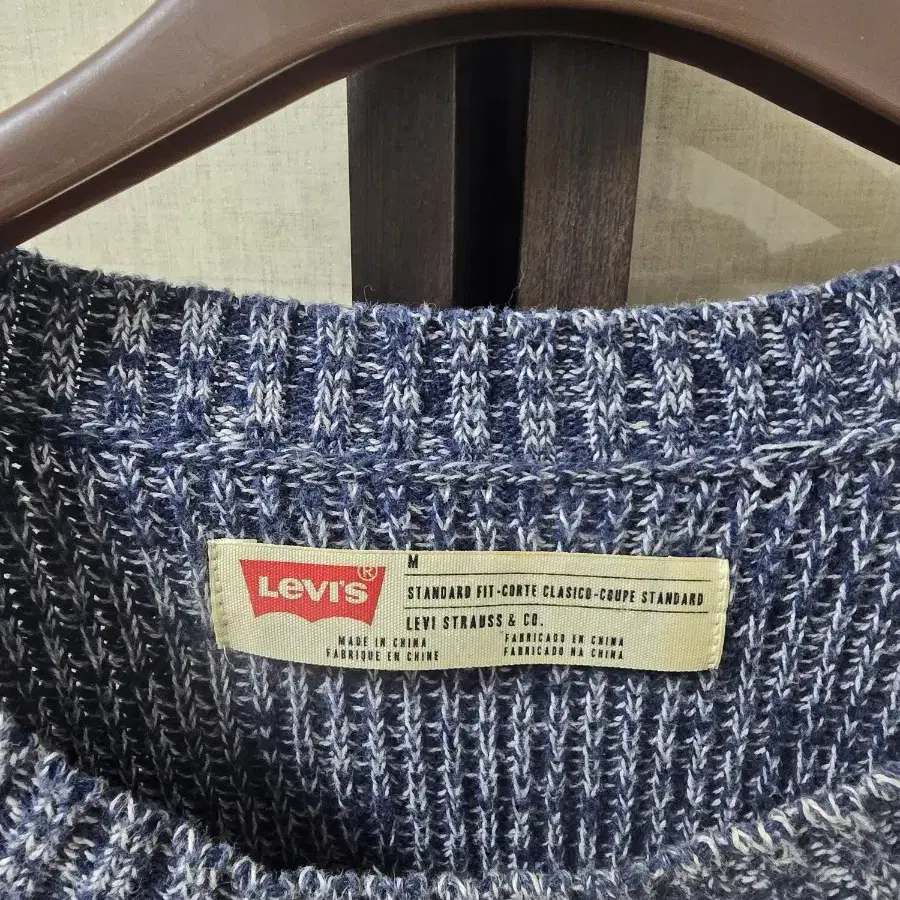 LEVI'S®
M
STANDARD FIT-CORTE CLASICO-COUPE STANDARD
LEVI STRAUSS & CO.
MADE IN CHINA
FABRIQUE EN CHINE
FABRICADO EN CHINA
FABRICADO NA CHINA